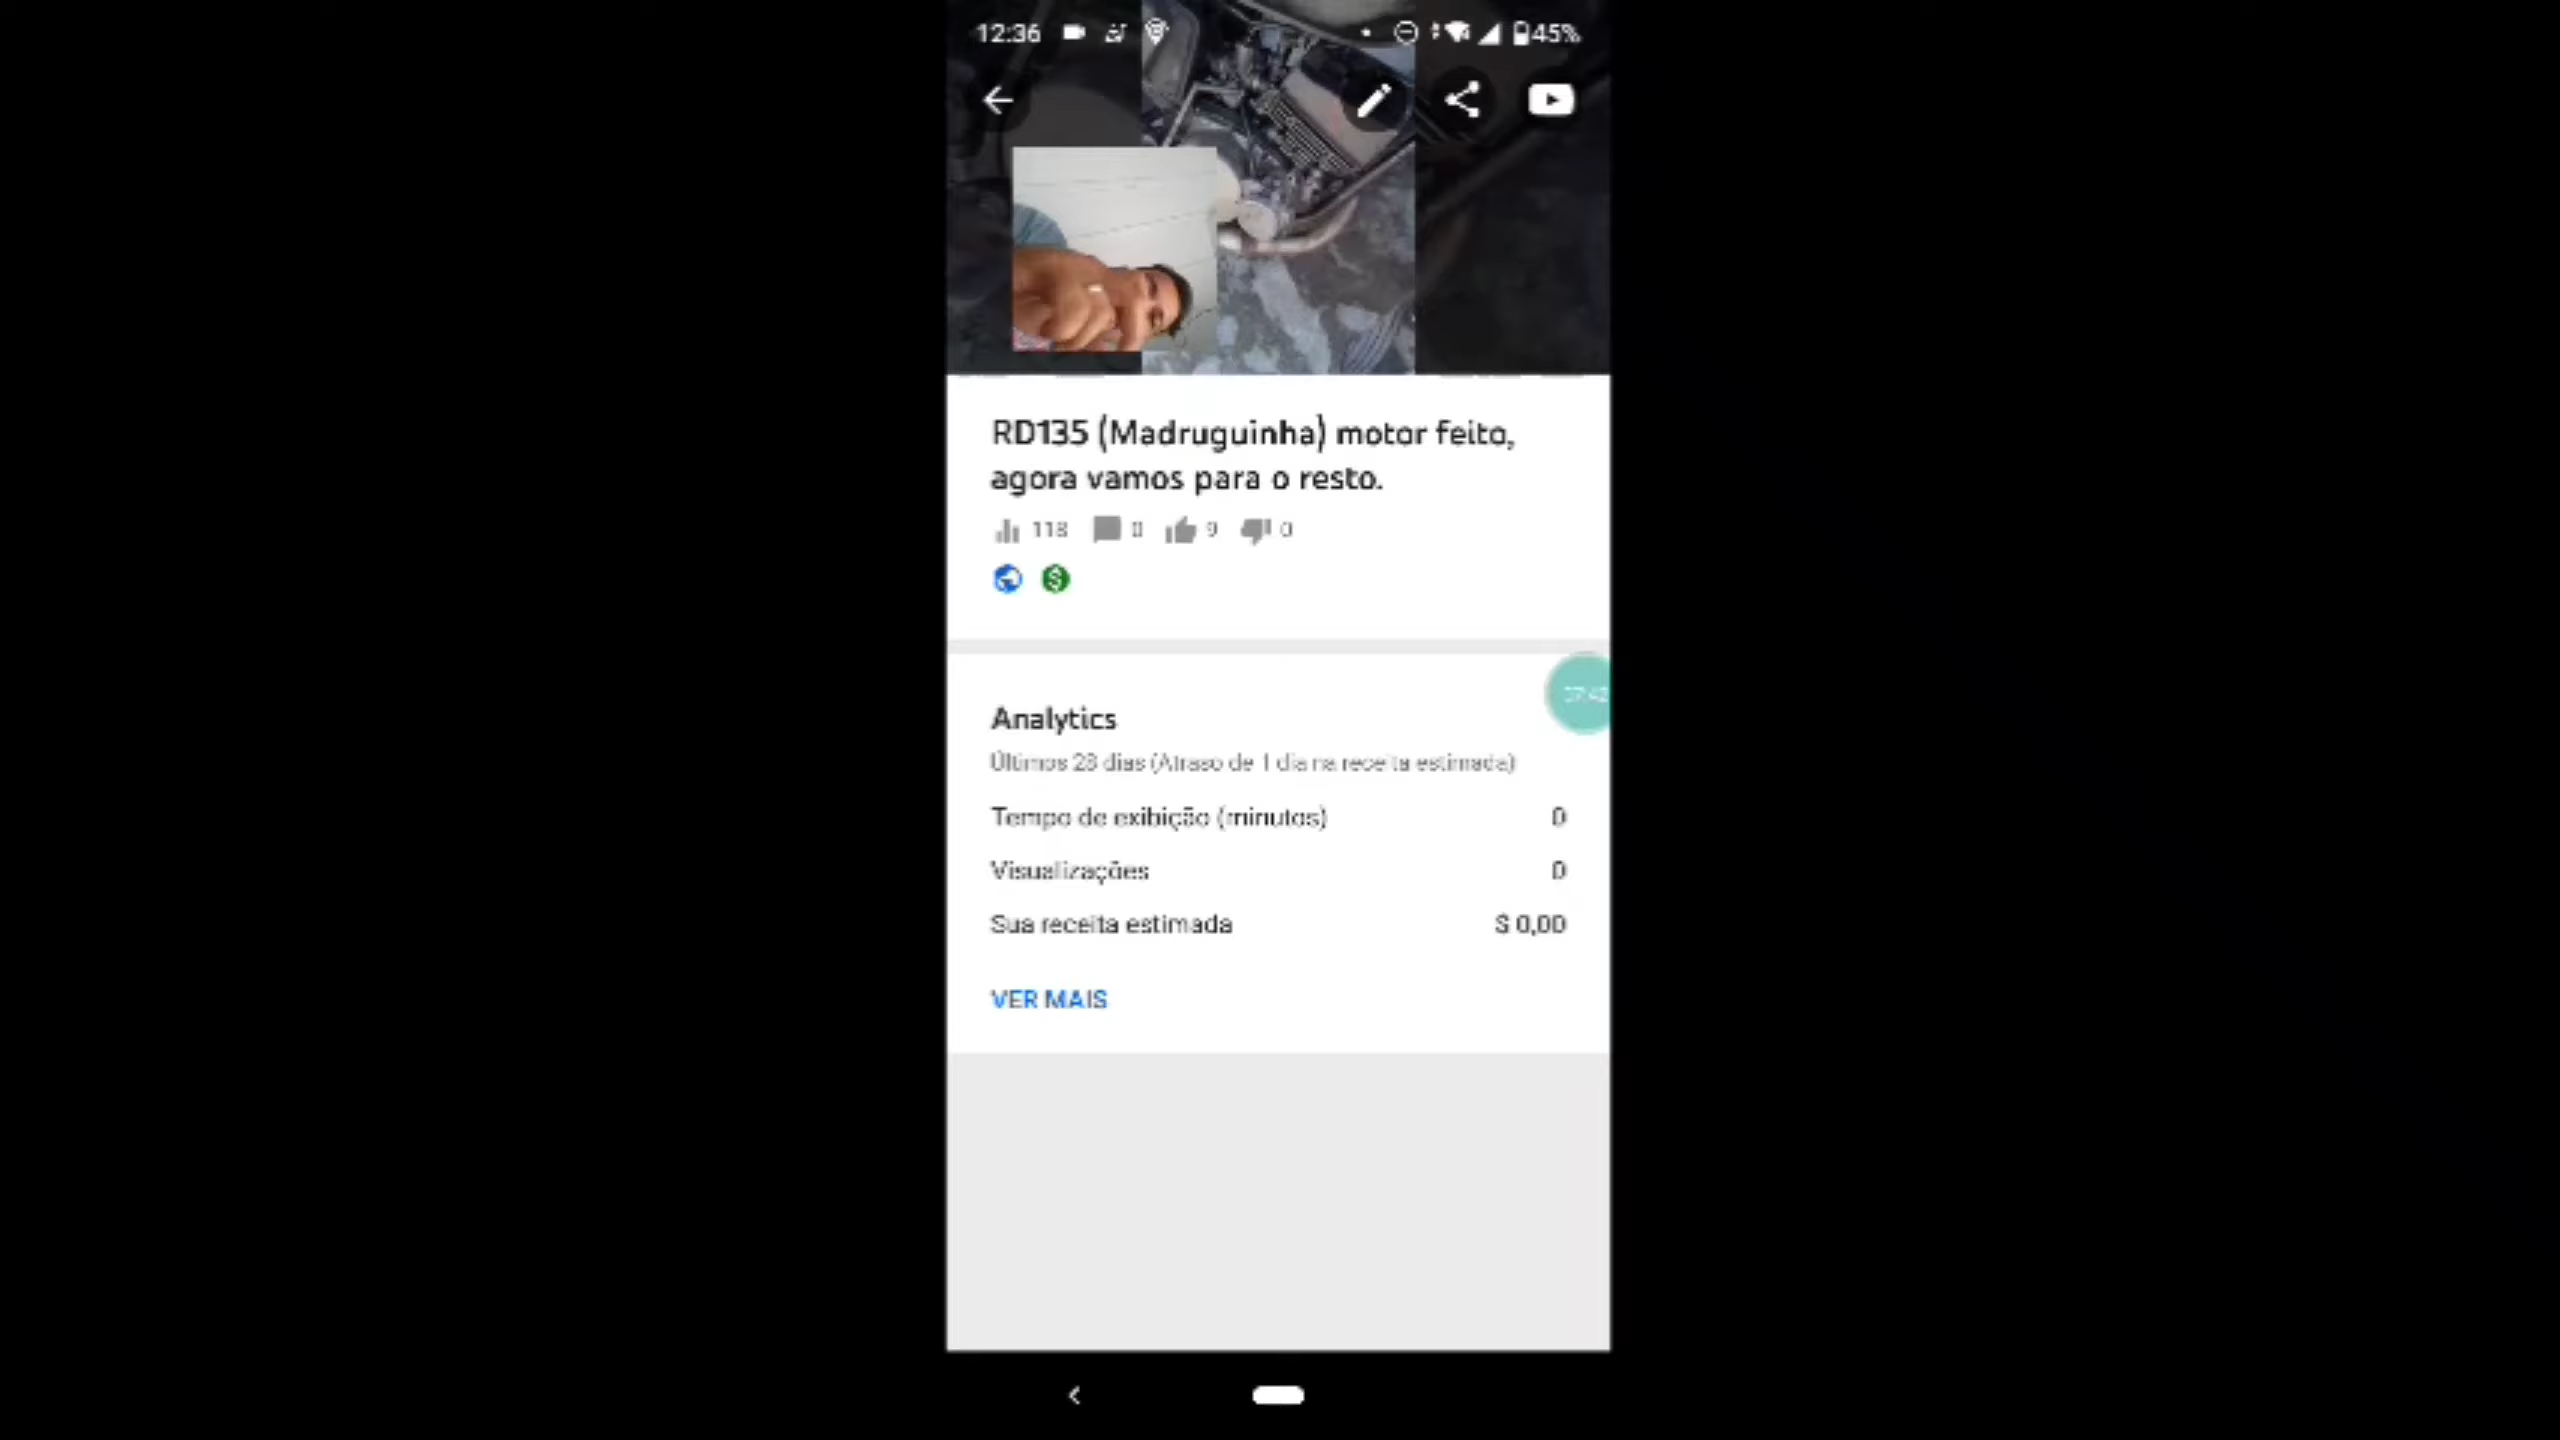 12:36 45%
RD135 (Madruguinha) motor feito,
agora vamos para o resto.
118 0 9 0
Analytics
Últimos 28 dias (Atraso de 1 dia na receita estimada)
Tempo de exibição (minutos) 0
Visualizações 0
Sua receita estimada $ 0,00
VER MAIS